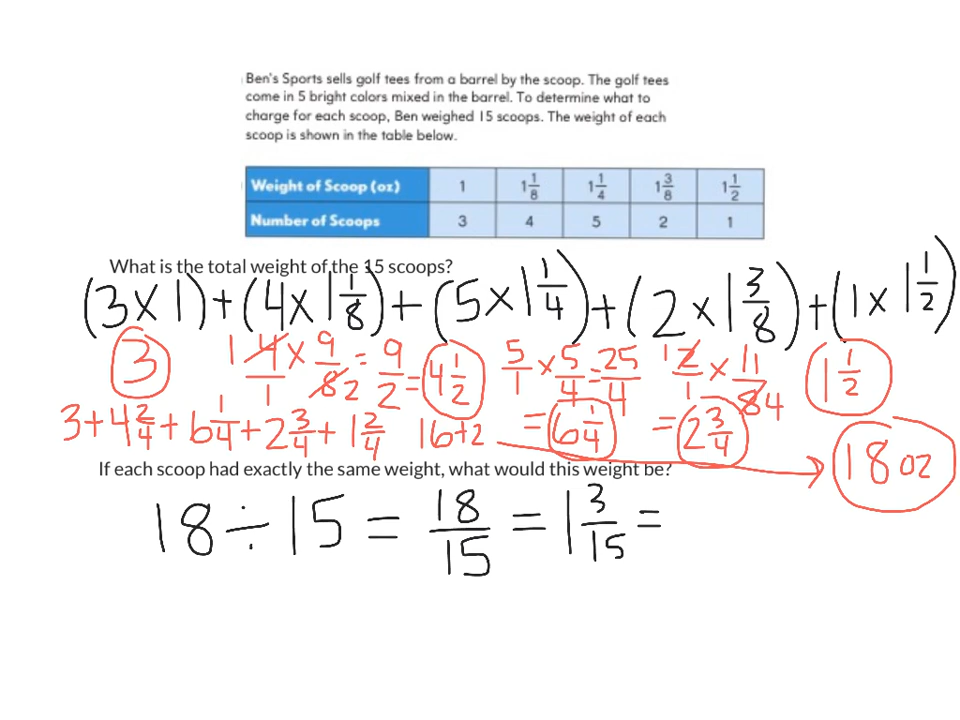 Ben's Sports sells golf tees from a barrel by the scoop. The golf tees
come in 5 bright colors mixed in the barrel. To determine what to
charge for each scoop, Ben weighed 15 scoops. The weight of each
scoop is shown in the table below.
Weight of Scoop (oz) 1 1 1/8 1 1/4 1 3/8 1 1/2
Number of Scoops 3 4 5 2 1
What is the total weight of the 15 scoops?
(3 x 1) + (4 x 1 1/8) + (5 x 1 1/4) + (2 x 1 3/8) + (1 x 1 1/2)
3 1 4/1 x 9/8 2 = 9/2 = 4 1/2 5/1 x 5/4 = 25/4 1 2/1 x 11/8 4 1 1/2
3 + 4 2/4 + 6 1/4 + 2 3/4 + 1 2/4 16 + 2 = 6 1/4 = 2 3/4 18 oz
If each scoop had exactly the same weight, what would this weight be?
18 ÷ 15 = 18/15 = 1 3/15 =